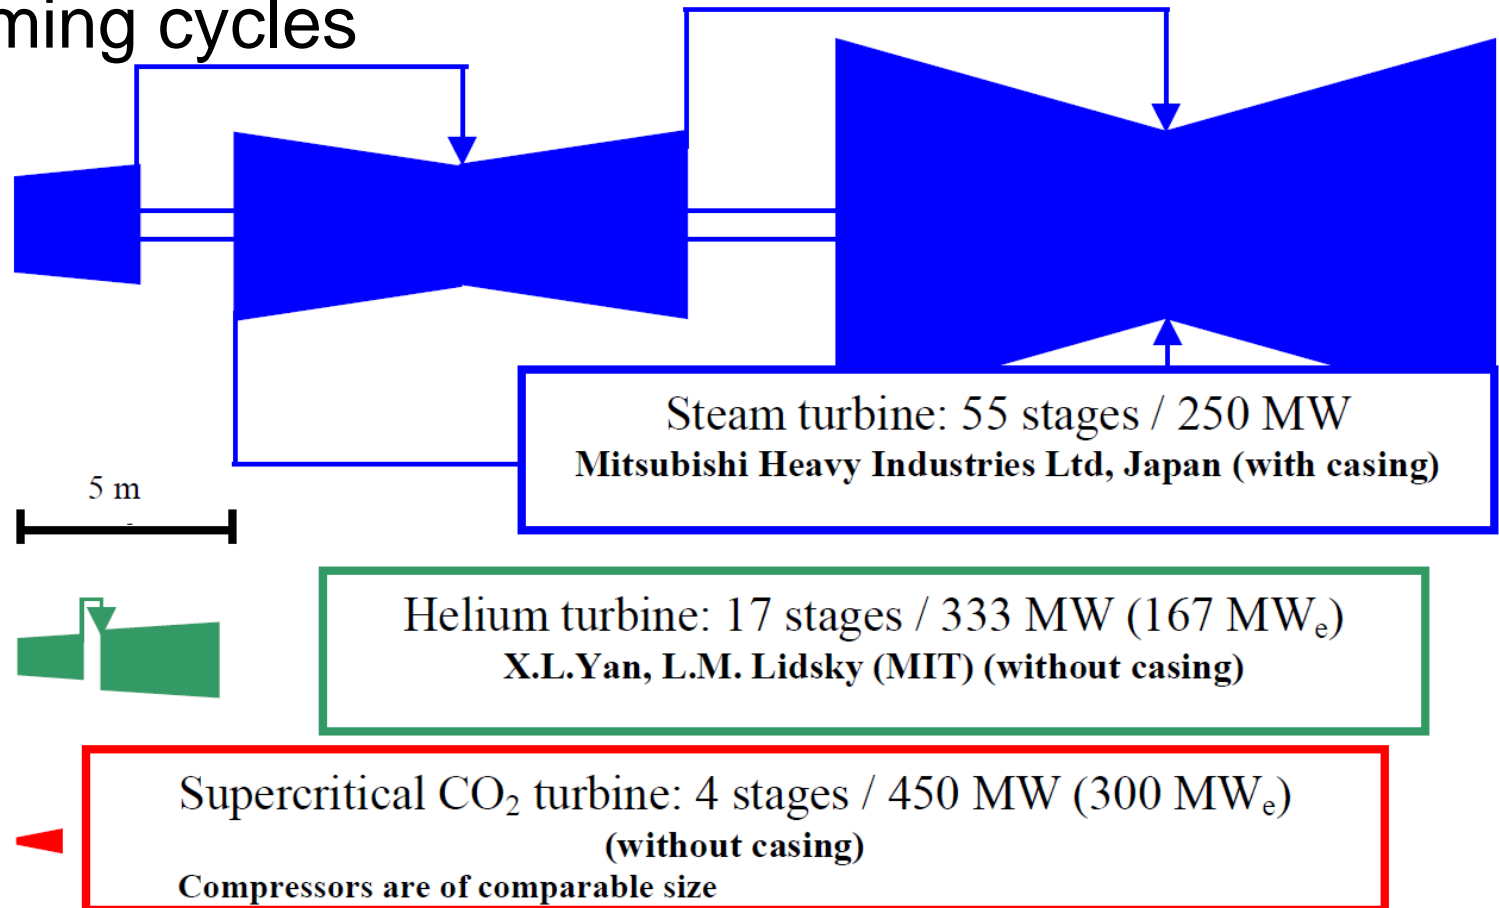 ming cycles
Steam turbine: 55 stages / 250 MW
Mitsubishi Heavy Industries Ltd, Japan (with casing)
5 m
Helium turbine: 17 stages / 333 MW (167 MWe)
X.L.Yan, L.M. Lidsky (MIT) (without casing)
Supercritical CO2 turbine: 4 stages / 450 MW (300 MWe)
(without casing)
Compressors are of comparable size